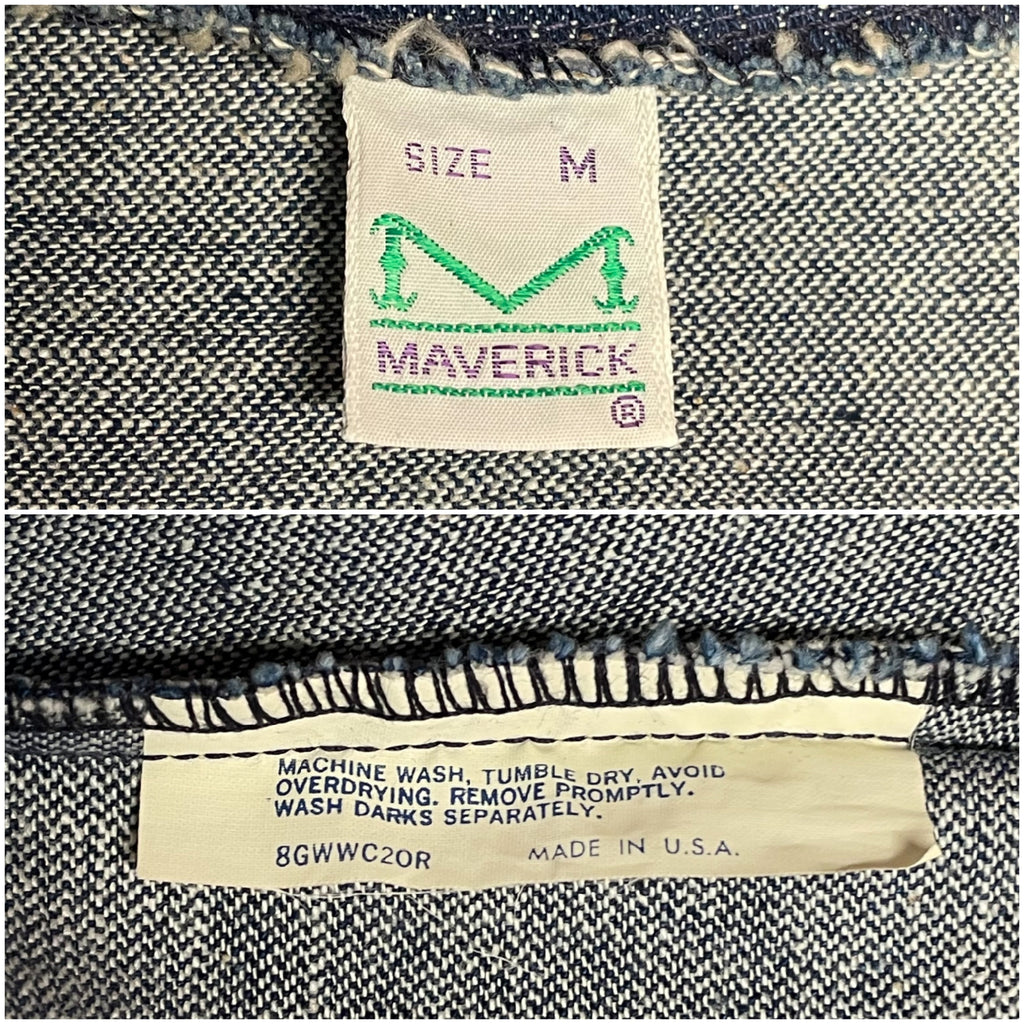 SIZE M
M
MAVERICK
®
MACHINE WASH, TUMBLE DRY, AVOID
OVERDRYING. REMOVE PROMPTLY.
WASH DARKS SEPARATELY.
8GWWC20R MADE IN U.S.A.